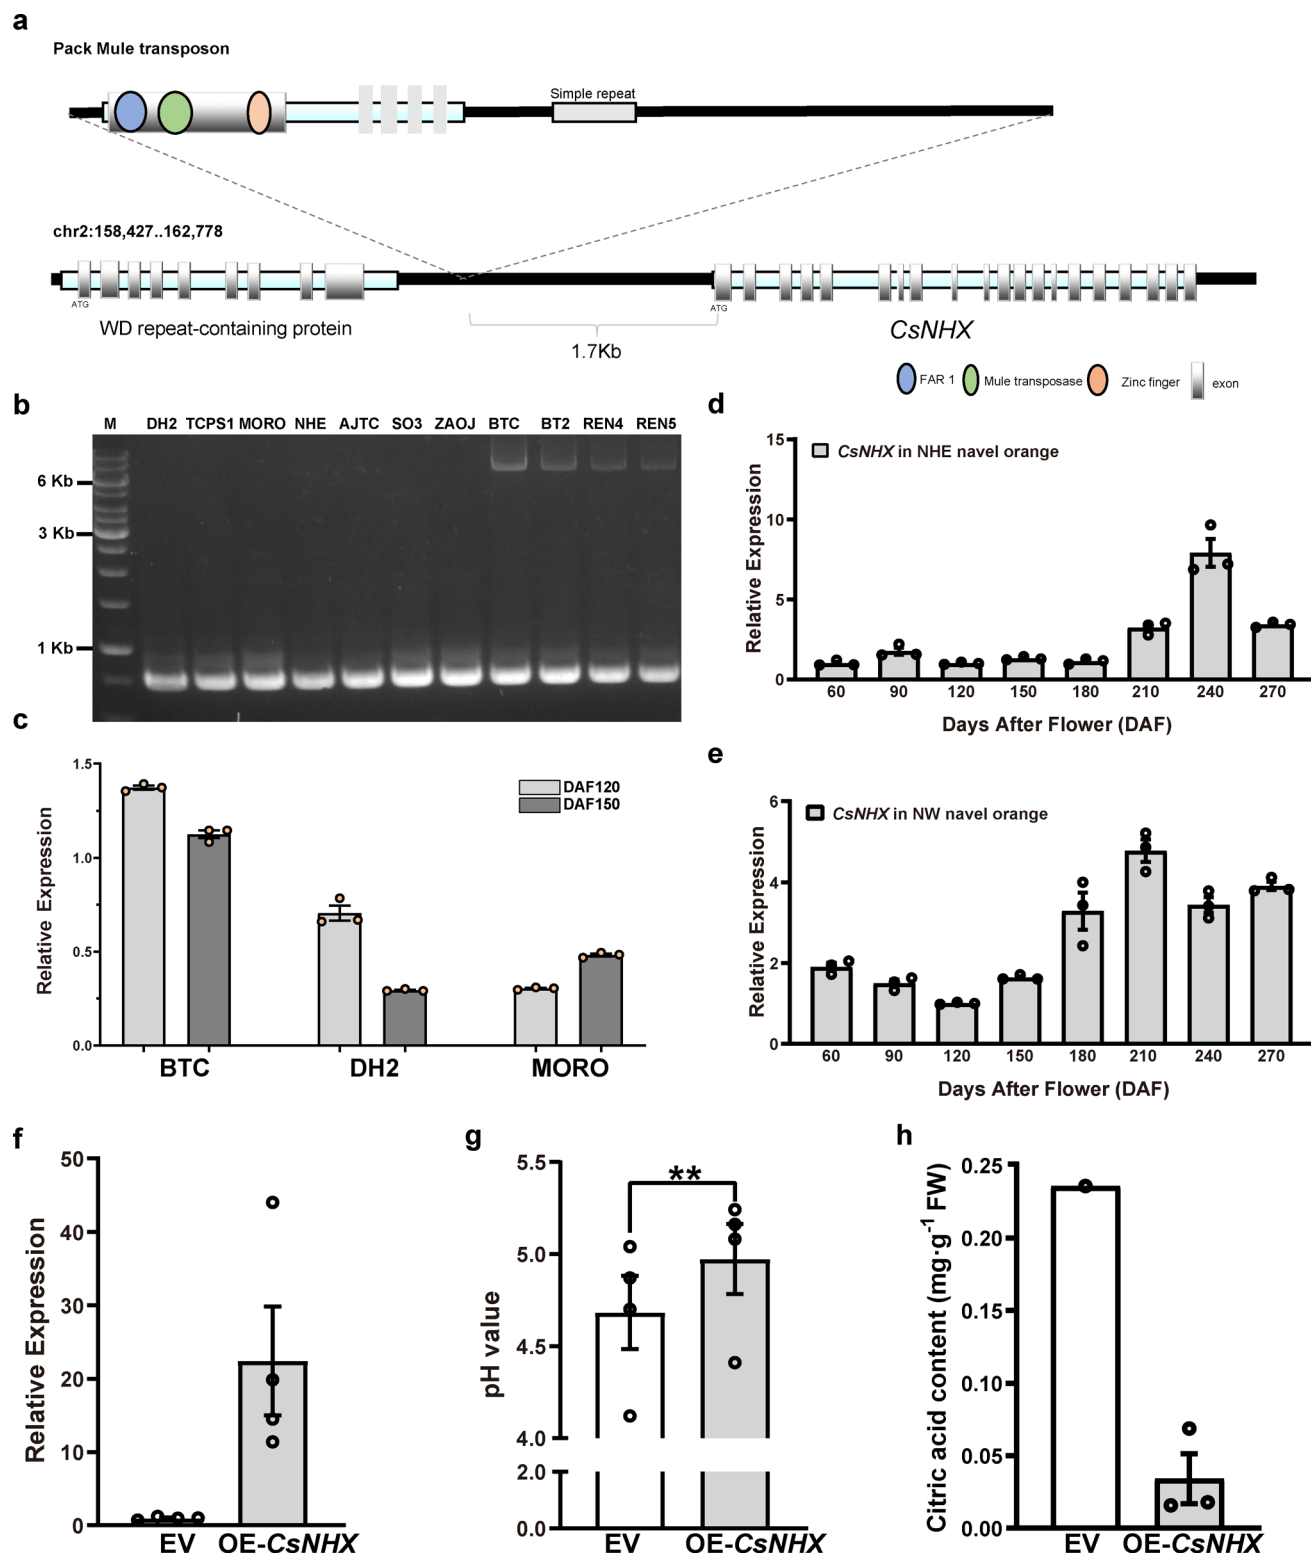 a
Pack Mule transposon
Simple repeat
chr2:158,427..162,778
ATG
ATG
WD repeat-containing protein
CsNHX
1.7Kb
FAR 1
Mule transposase
Zinc finger
exon
b
M DH2 TCPS1 MORO NHE AJTC SO3 ZAOJ BTC BT2 REN4 REN5
6 Kb
3 Kb
1 Kb
c
1.5
1.0
0.5
0.0
Relative Expression
DAF120
DAF150
BTC DH2 MORO
d
15
10
5
0
Relative Expression
CsNHX in NHE navel orange
60 90 120 150 180 210 240 270
Days After Flower (DAF)
e
6
4
2
0
Relative Expression
CsNHX in NW navel orange
60 90 120 150 180 210 240 270
Days After Flower (DAF)
f
50
40
30
20
10
0
Relative Expression
EV OE-CsNHX
g
5.5
5.0
4.5
4.0
2.0
0.0
pH value
**
EV OE-CsNHX
h
0.25
0.20
0.15
0.10
0.05
0.00
Citric acid content (mg·g⁻¹ FW)
EV OE-CsNHX